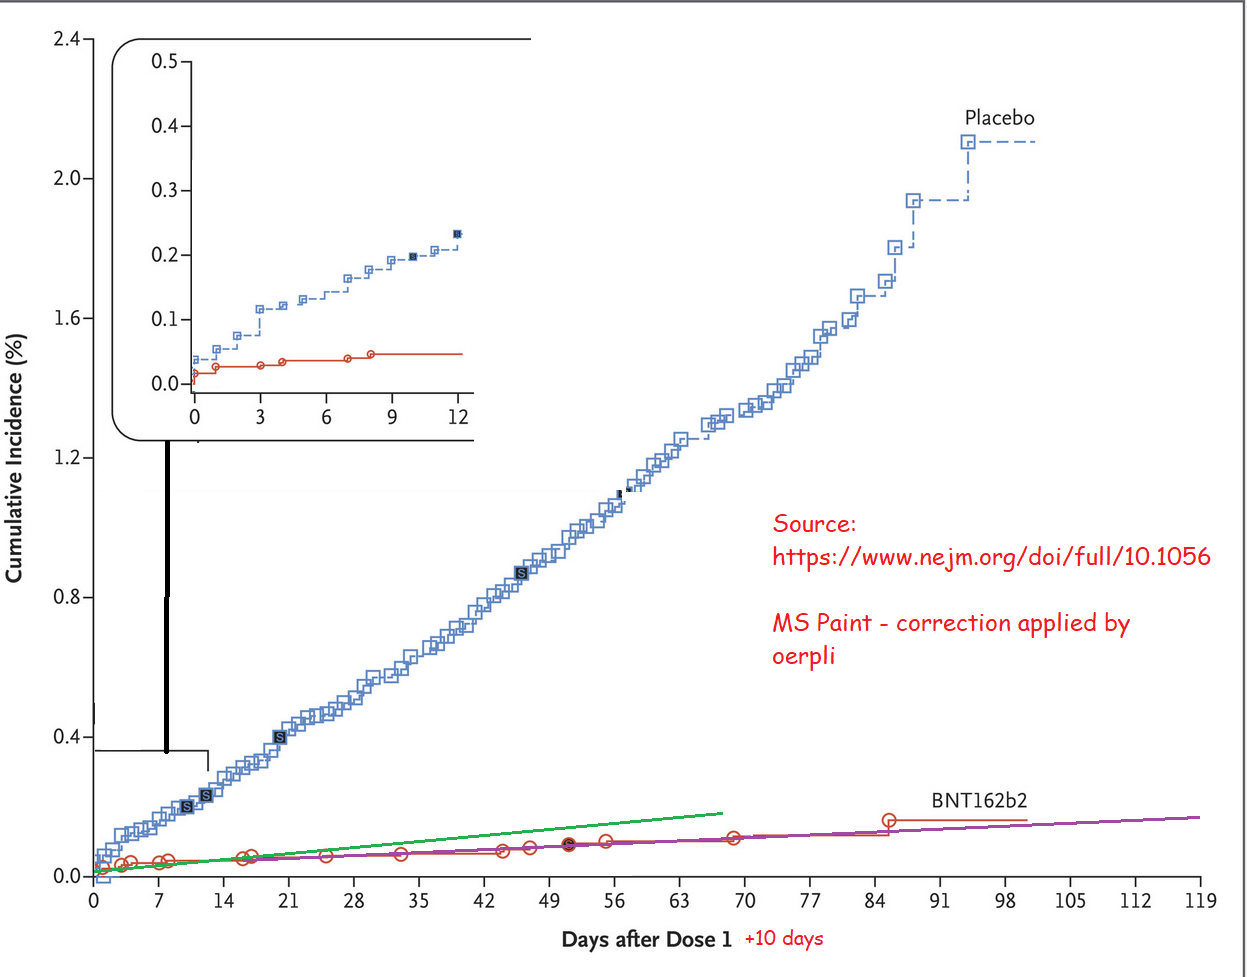 2.4
0.5
0.4
0.3
0.2
0.1
0.0
0 3 6 9 12
Placebo
2.0
1.6
1.2
0.8
0.4
0.0
Cumulative Incidence (%)
S
S
S
S
Source:
https://www.nejm.org/doi/full/10.1056
MS Paint - correction applied by
oerpli
BNT162b2
0 7 14 21 28 35 42 49 56 63 70 77 84 91 98 105 112 119
Days after Dose 1 +10 days